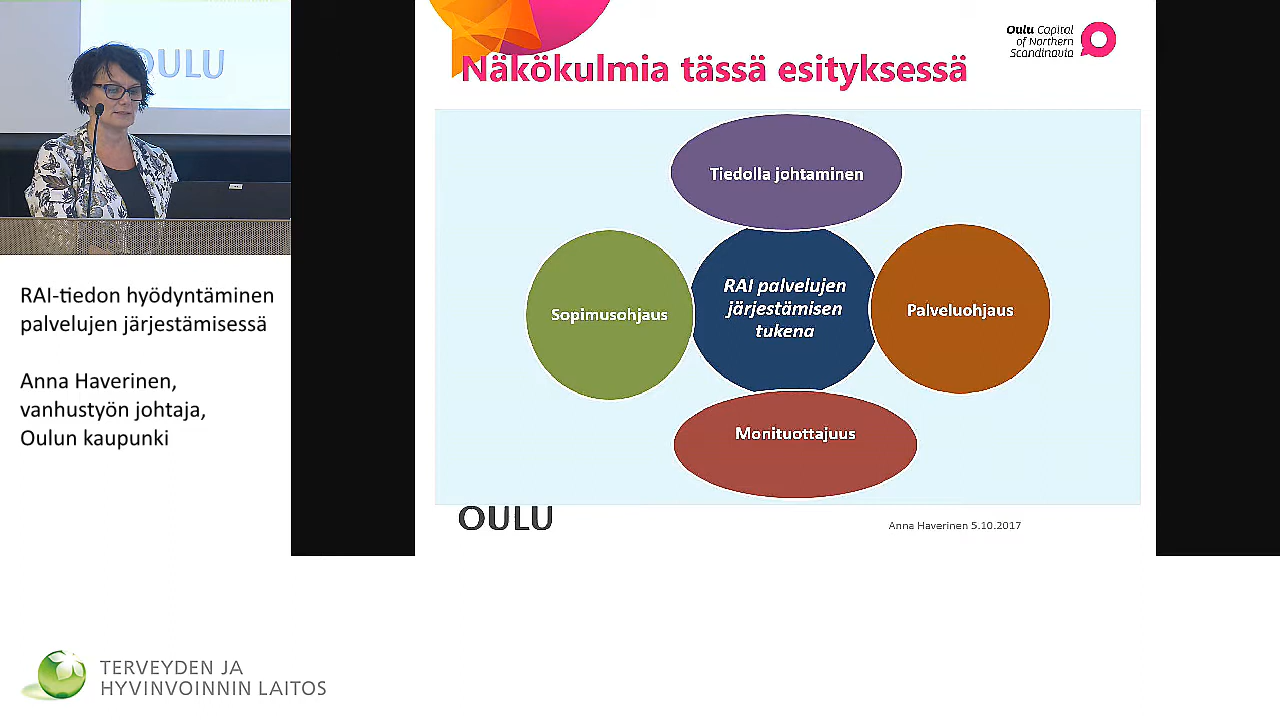 OULU
RAI-tiedon hyödyntäminen
palvelujen järjestämisessä
Anna Haverinen,
vanhustyön johtaja,
Oulun kaupunki
Näkökulmia tässä esityksessä
Oulu Capital
of Northern
Scandinavia
Tiedolla johtaminen
Sopimusohjaus
RAI palvelujen
järjestämisen
tukena
Palveluohjaus
Monituottajuus
OULU
Anna Haverinen 5.10.2017
TERVEYDEN JA
HYVINVOINNIN LAITOS